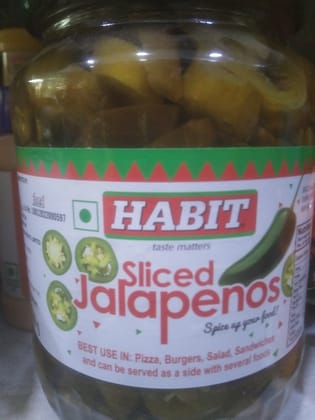 HABIT
taste matters
Sliced
Jalapenos
Spice up your food!
BEST USE IN: Pizza, Burgers, Salad, Sandwiches
and can be served as a side with several foods